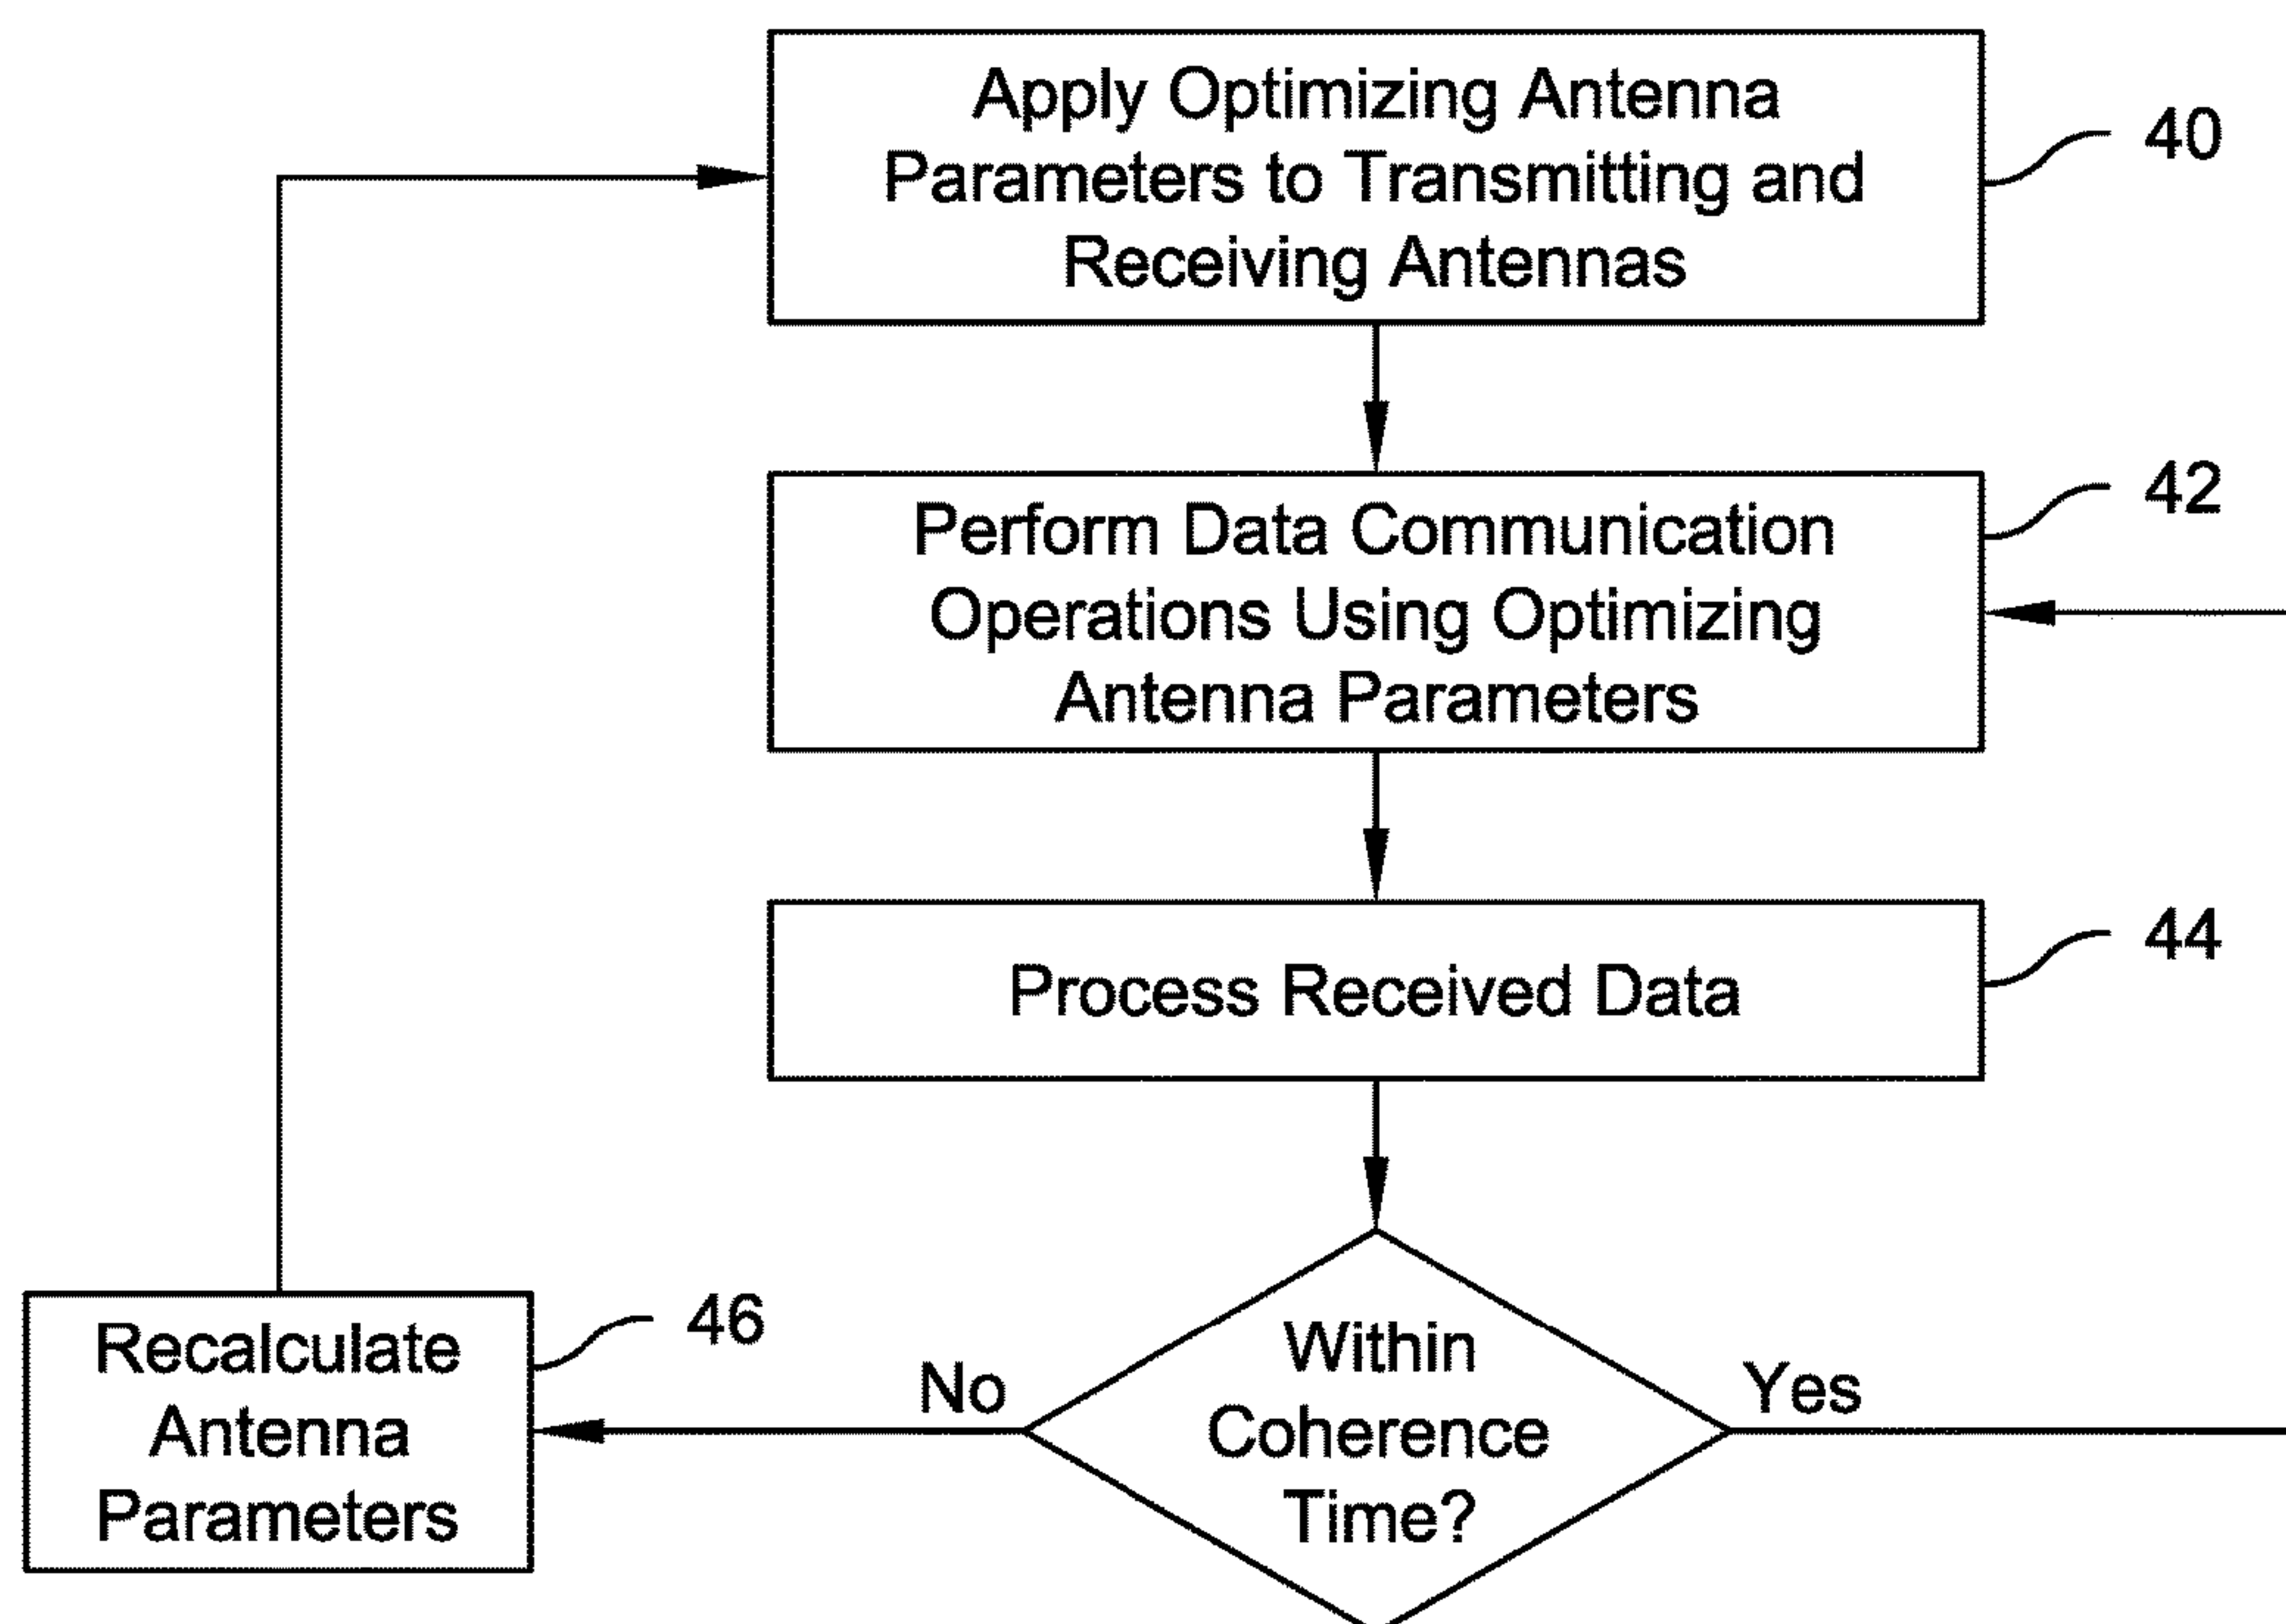 Apply Optimizing Antenna
Parameters to Transmitting and
Receiving Antennas
40
Perform Data Communication
Operations Using Optimizing
Antenna Parameters
42
Process Received Data
44
Within
Coherence
Time?
No
Yes
Recalculate
Antenna
Parameters
46